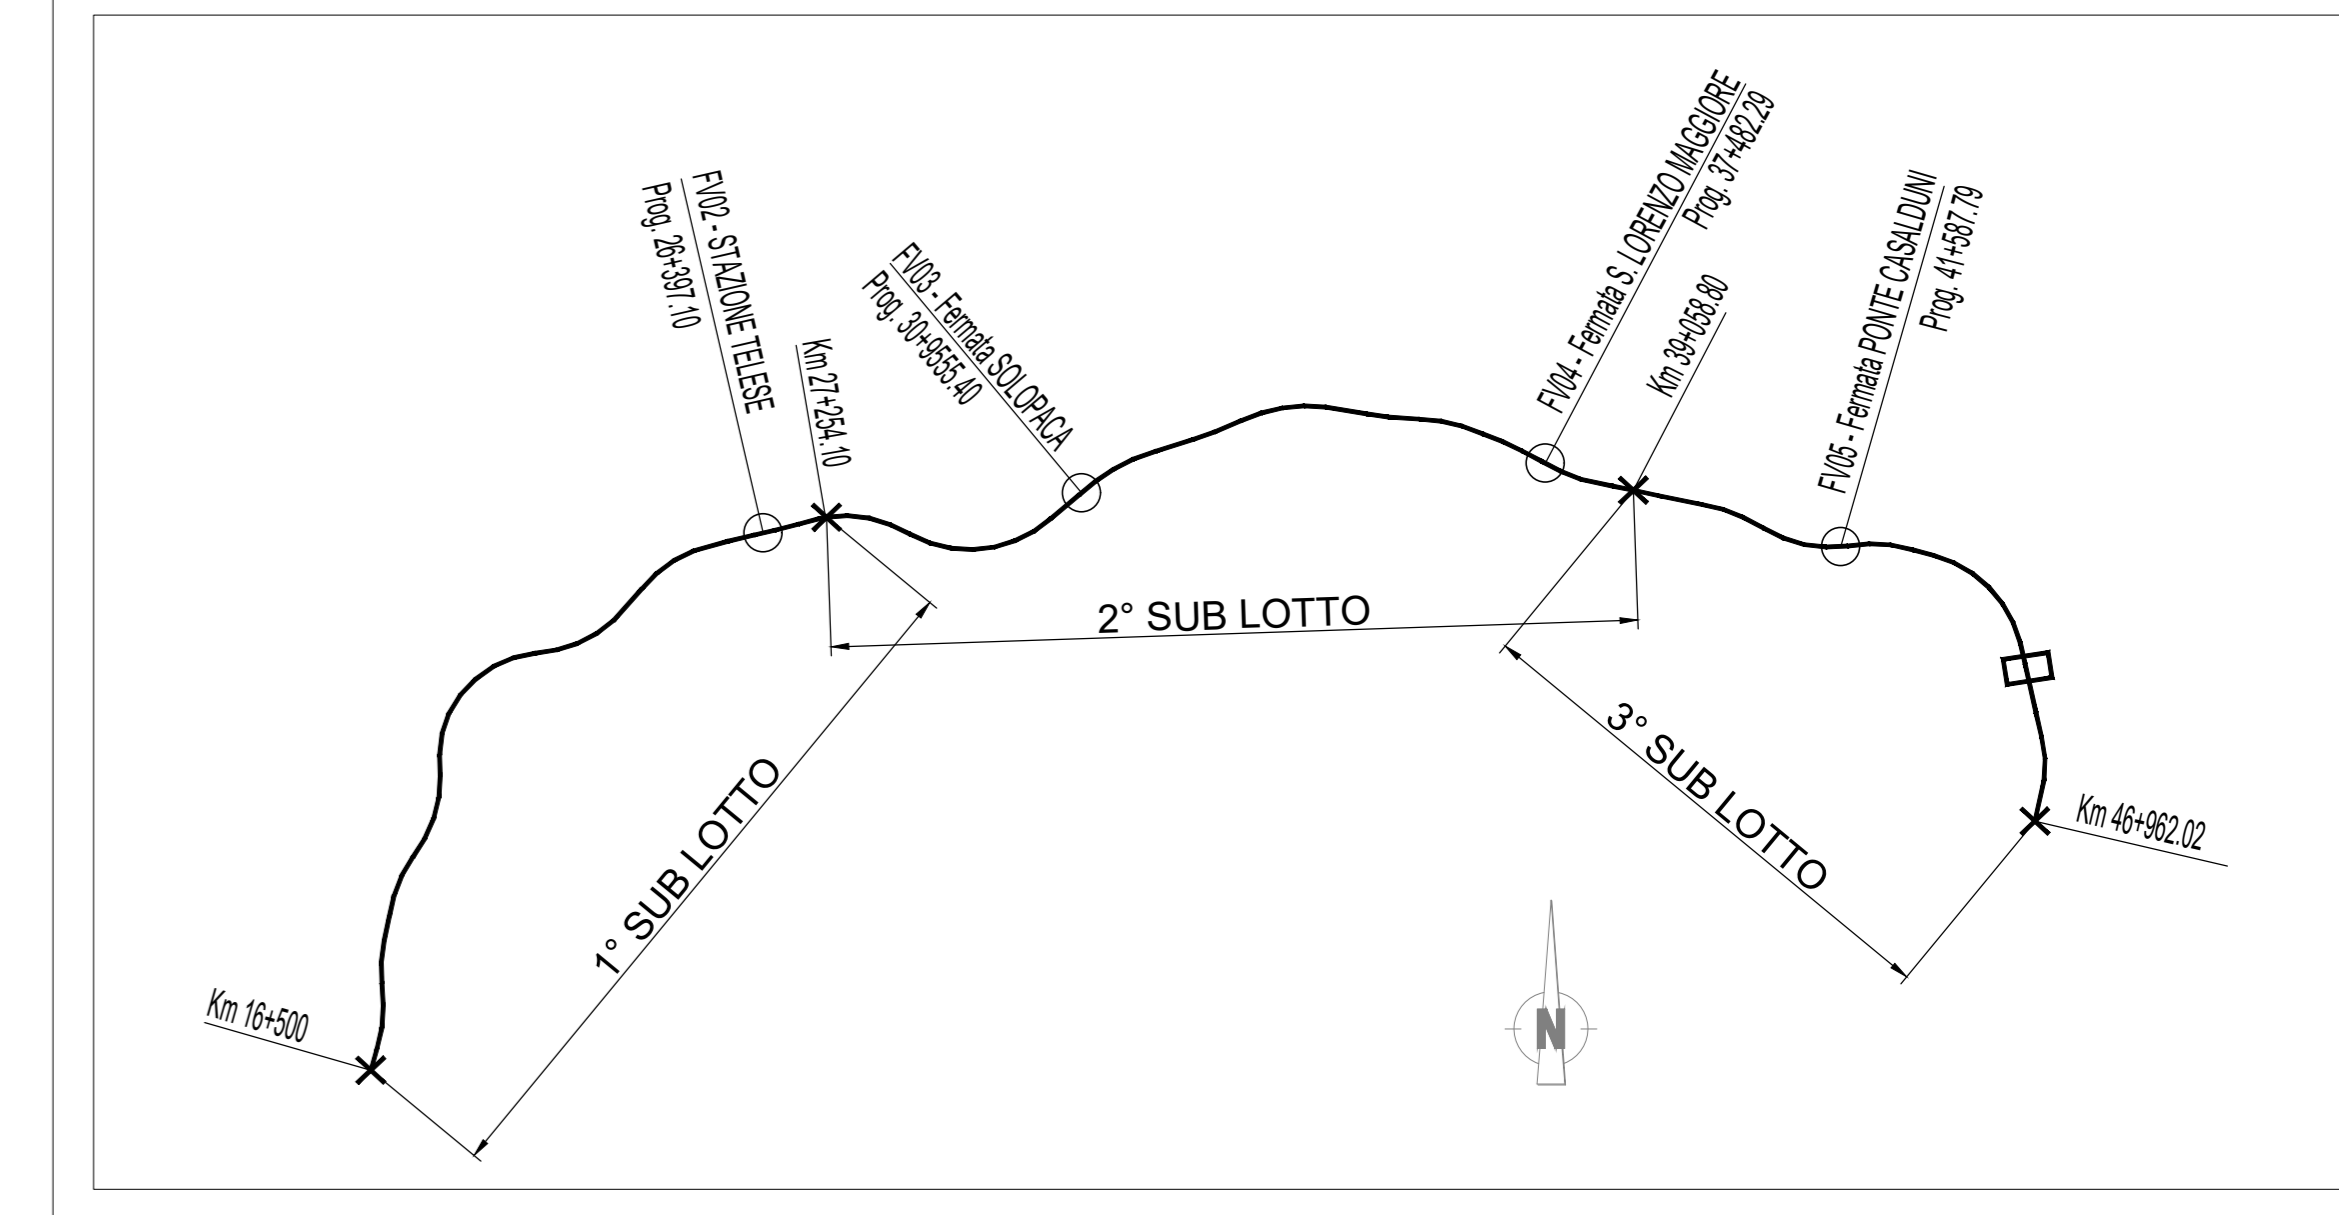 FV02 - STAZIONE TELESE
Prog. 26+397.10
Km 27+254.10
FV03 - Fermata SOLOPACA
Prog. 30+9555.40
FV04 - Fermata S. LORENZO MAGGIORE
Prog. 37+482.29
Km 39+058.80
FV05 - Fermata PONTE CASALDUNI
Prog. 41+587.79
2° SUB LOTTO
3° SUB LOTTO
1° SUB LOTTO
Km 46+962.02
Km 16+500
N